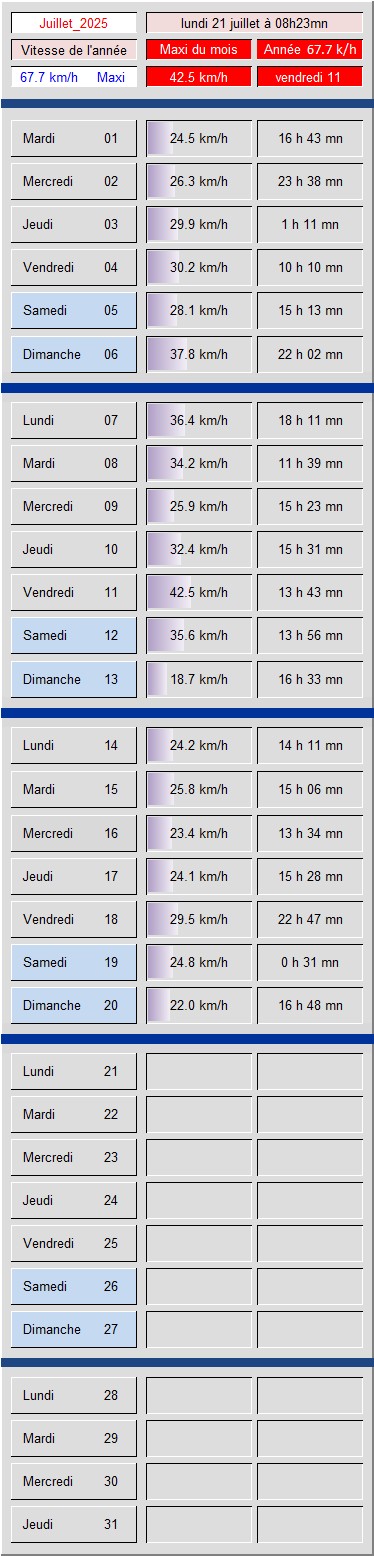 Juillet_2025 lundi 21 juillet à 08h23mn
Vitesse de l'année Maxi du mois Année 67.7 k/h
67.7 km/h Maxi 42.5 km/h vendredi 11
Mardi 01 24.5 km/h 16 h 43 mn
Mercredi 02 26.3 km/h 23 h 38 mn
Jeudi 03 29.9 km/h 1 h 11 mn
Vendredi 04 30.2 km/h 10 h 10 mn
Samedi 05 28.1 km/h 15 h 13 mn
Dimanche 06 37.8 km/h 22 h 02 mn
Lundi 07 36.4 km/h 18 h 11 mn
Mardi 08 34.2 km/h 11 h 39 mn
Mercredi 09 25.9 km/h 15 h 23 mn
Jeudi 10 32.4 km/h 15 h 31 mn
Vendredi 11 42.5 km/h 13 h 43 mn
Samedi 12 35.6 km/h 13 h 56 mn
Dimanche 13 18.7 km/h 16 h 33 mn
Lundi 14 24.2 km/h 14 h 11 mn
Mardi 15 25.8 km/h 15 h 06 mn
Mercredi 16 23.4 km/h 13 h 34 mn
Jeudi 17 24.1 km/h 15 h 28 mn
Vendredi 18 29.5 km/h 22 h 47 mn
Samedi 19 24.8 km/h 0 h 31 mn
Dimanche 20 22.0 km/h 16 h 48 mn
Lundi 21
Mardi 22
Mercredi 23
Jeudi 24
Vendredi 25
Samedi 26
Dimanche 27
Lundi 28
Mardi 29
Mercredi 30
Jeudi 31